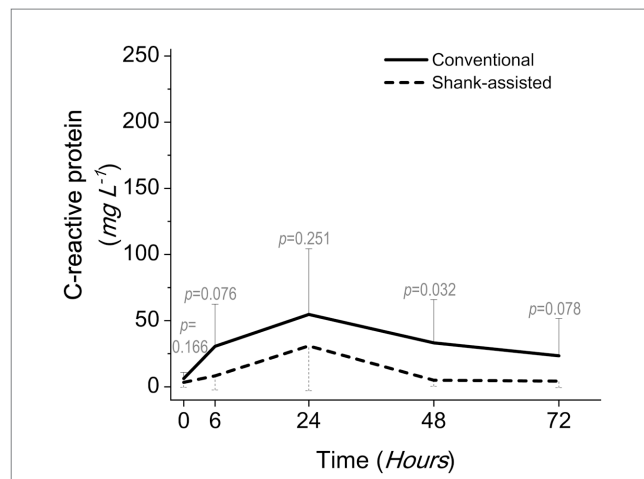 250
200
150
100
50
0
C-reactive protein
(mg L⁻¹)
Conventional
Shank-assisted
p=
0.166
p=0.076
p=0.251
p=0.032
p=0.078
0 6 24 48 72
Time (Hours)